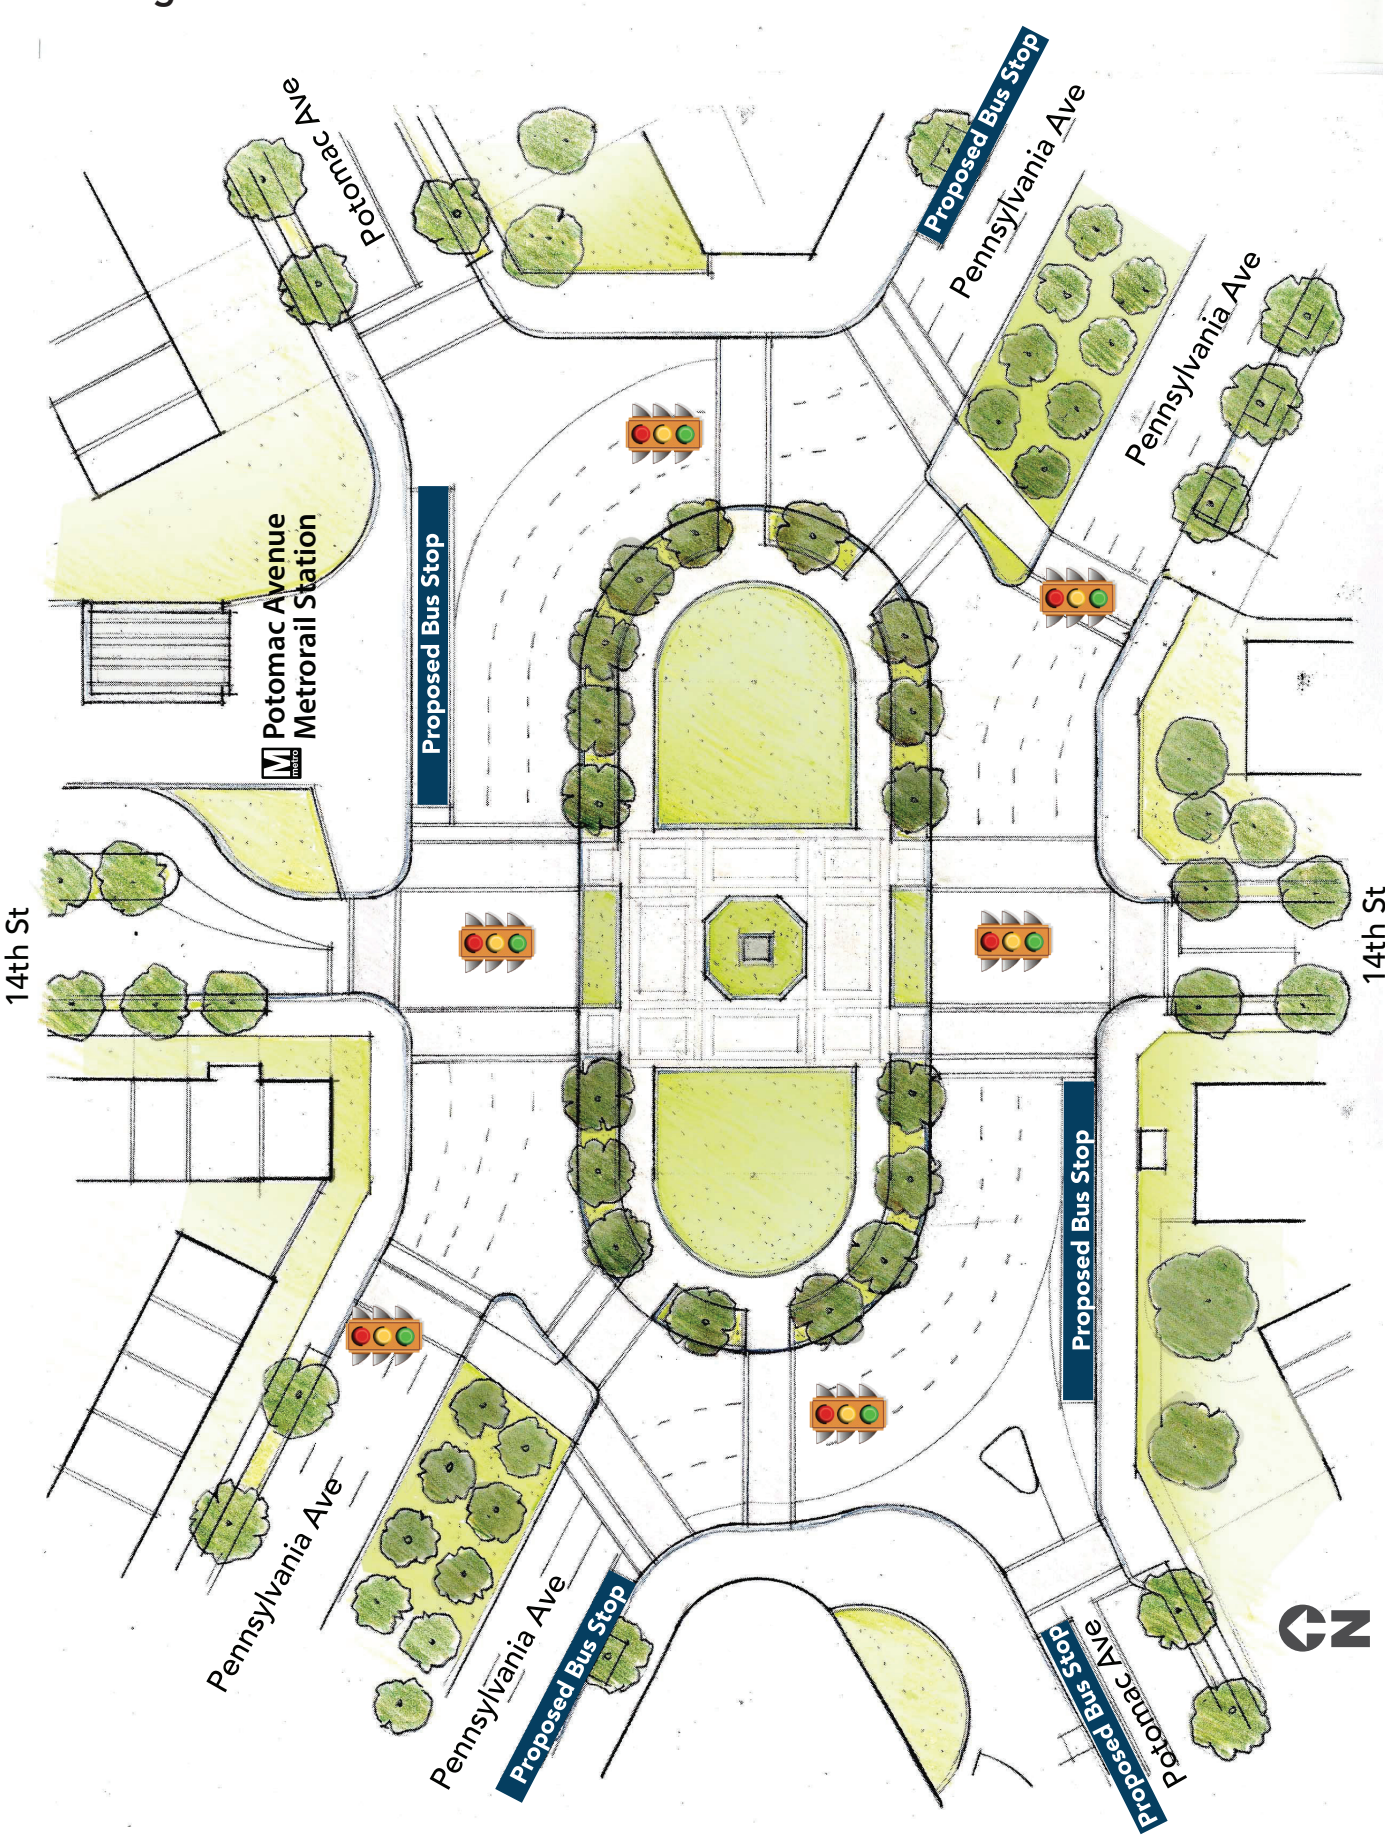 Potomac Ave
Proposed Bus Stop
Pennsylvania Ave
Pennsylvania Ave
Proposed Bus Stop
Potomac Avenue
Metrorail Station
M
metro
14th St
14th St
Proposed Bus Stop
Pennsylvania Ave
Pennsylvania Ave
Proposed Bus Stop
Proposed Bus Stop
Potomac Ave
N